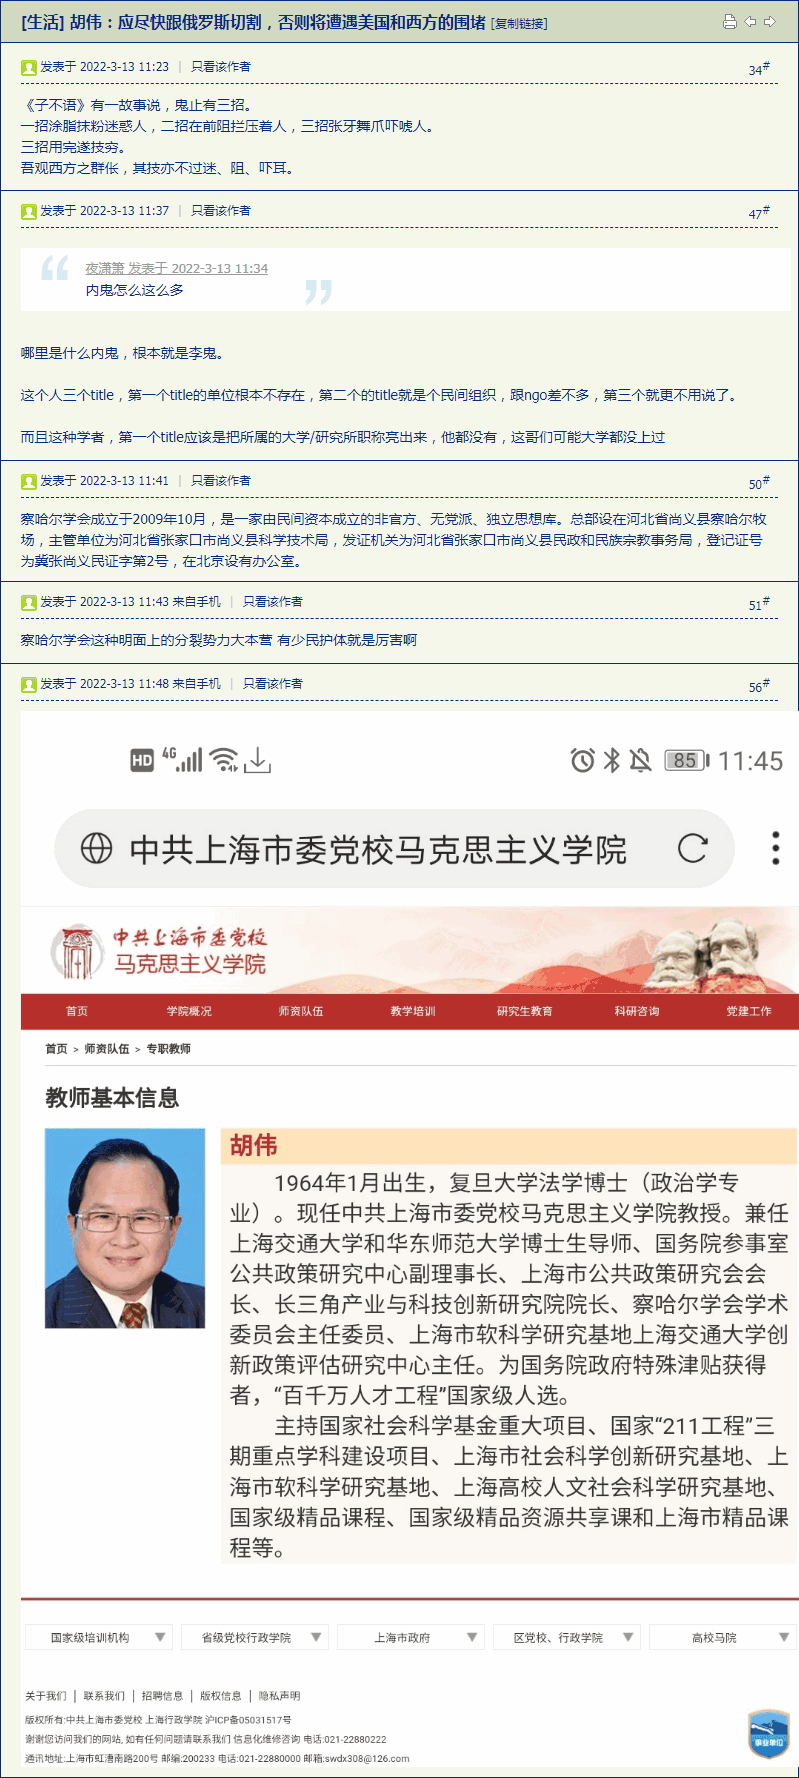 [生活] 胡伟：应尽快跟俄罗斯切割，否则将遭遇美国和西方的围堵 [复制链接]
发表于 2022-3-13 11:23 | 只看该作者 34#
《子不语》有一故事说，鬼止有三招。
一招涂脂抹粉迷惑人，二招在前阻拦压着人，三招张牙舞爪吓唬人。
三招用完遂技穷。
吾观西方之群伥，其技亦不过迷、阻、吓耳。
发表于 2022-3-13 11:37 | 只看该作者 47#
夜潇箫 发表于 2022-3-13 11:34
内鬼怎么这么多
哪里是什么内鬼，根本就是李鬼。
这个人三个title，第一个title的单位根本不存在，第二个的title就是个民间组织，跟ngo差不多，第三个就更不用说了。
而且这种学者，第一个title应该是把所属的大学/研究所职称亮出来，他都没有，这哥们可能大学都没上过
发表于 2022-3-13 11:41 | 只看该作者 50#
察哈尔学会成立于2009年10月，是一家由民间资本成立的非官方、无党派、独立思想库。总部设在河北省尚义县察哈尔牧
场，主管单位为河北省张家口市尚义县科学技术局，发证机关为河北省张家口市尚义县民政和民族宗教事务局，登记证号
为冀张尚义民证字第2号，在北京设有办公室。
发表于 2022-3-13 11:43 来自手机 | 只看该作者 51#
察哈尔学会这种明面上的分裂势力大本营 有少民护体就是厉害啊
发表于 2022-3-13 11:48 来自手机 | 只看该作者 56#
HD 4G 85 11:45
中共上海市委党校马克思主义学院
中共上海市委党校
马克思主义学院
首页 学院概况 师资队伍 教学培训 研究生教育 科研咨询 党建工作
首页 > 师资队伍 > 专职教师
教师基本信息
胡伟
1964年1月出生，复旦大学法学博士（政治学专
业）。现任中共上海市委党校马克思主义学院教授。兼任
上海交通大学和华东师范大学博士生导师、国务院参事室
公共政策研究中心副理事长、上海市公共政策研究会会
长、长三角产业与科技创新研究院院长、察哈尔学会学术
委员会主任委员、上海市软科学研究基地上海交通大学创
新政策评估研究中心主任。为国务院政府特殊津贴获得
者，“百千万人才工程”国家级人选。
主持国家社会科学基金重大项目、国家“211工程”三
期重点学科建设项目、上海市社会科学创新研究基地、上
海市软科学研究基地、上海高校人文社会科学研究基地、
国家级精品课程、国家级精品资源共享课和上海市精品课
程等。
国家级培训机构 省级党校行政学院 上海市政府 区党校、行政学院 高校马院
关于我们 | 联系我们 | 招聘信息 | 版权信息 | 隐私声明
版权所有:中共上海市委党校 上海行政学院 沪ICP备05031517号
谢谢您访问我们的网站, 如有任何问题请联系我们 信息化维修咨询 电话:021-22880222
通讯地址:上海市虹漕南路200号 邮编:200233 电话:021-22880000 邮箱:swdx308@126.com
事业单位